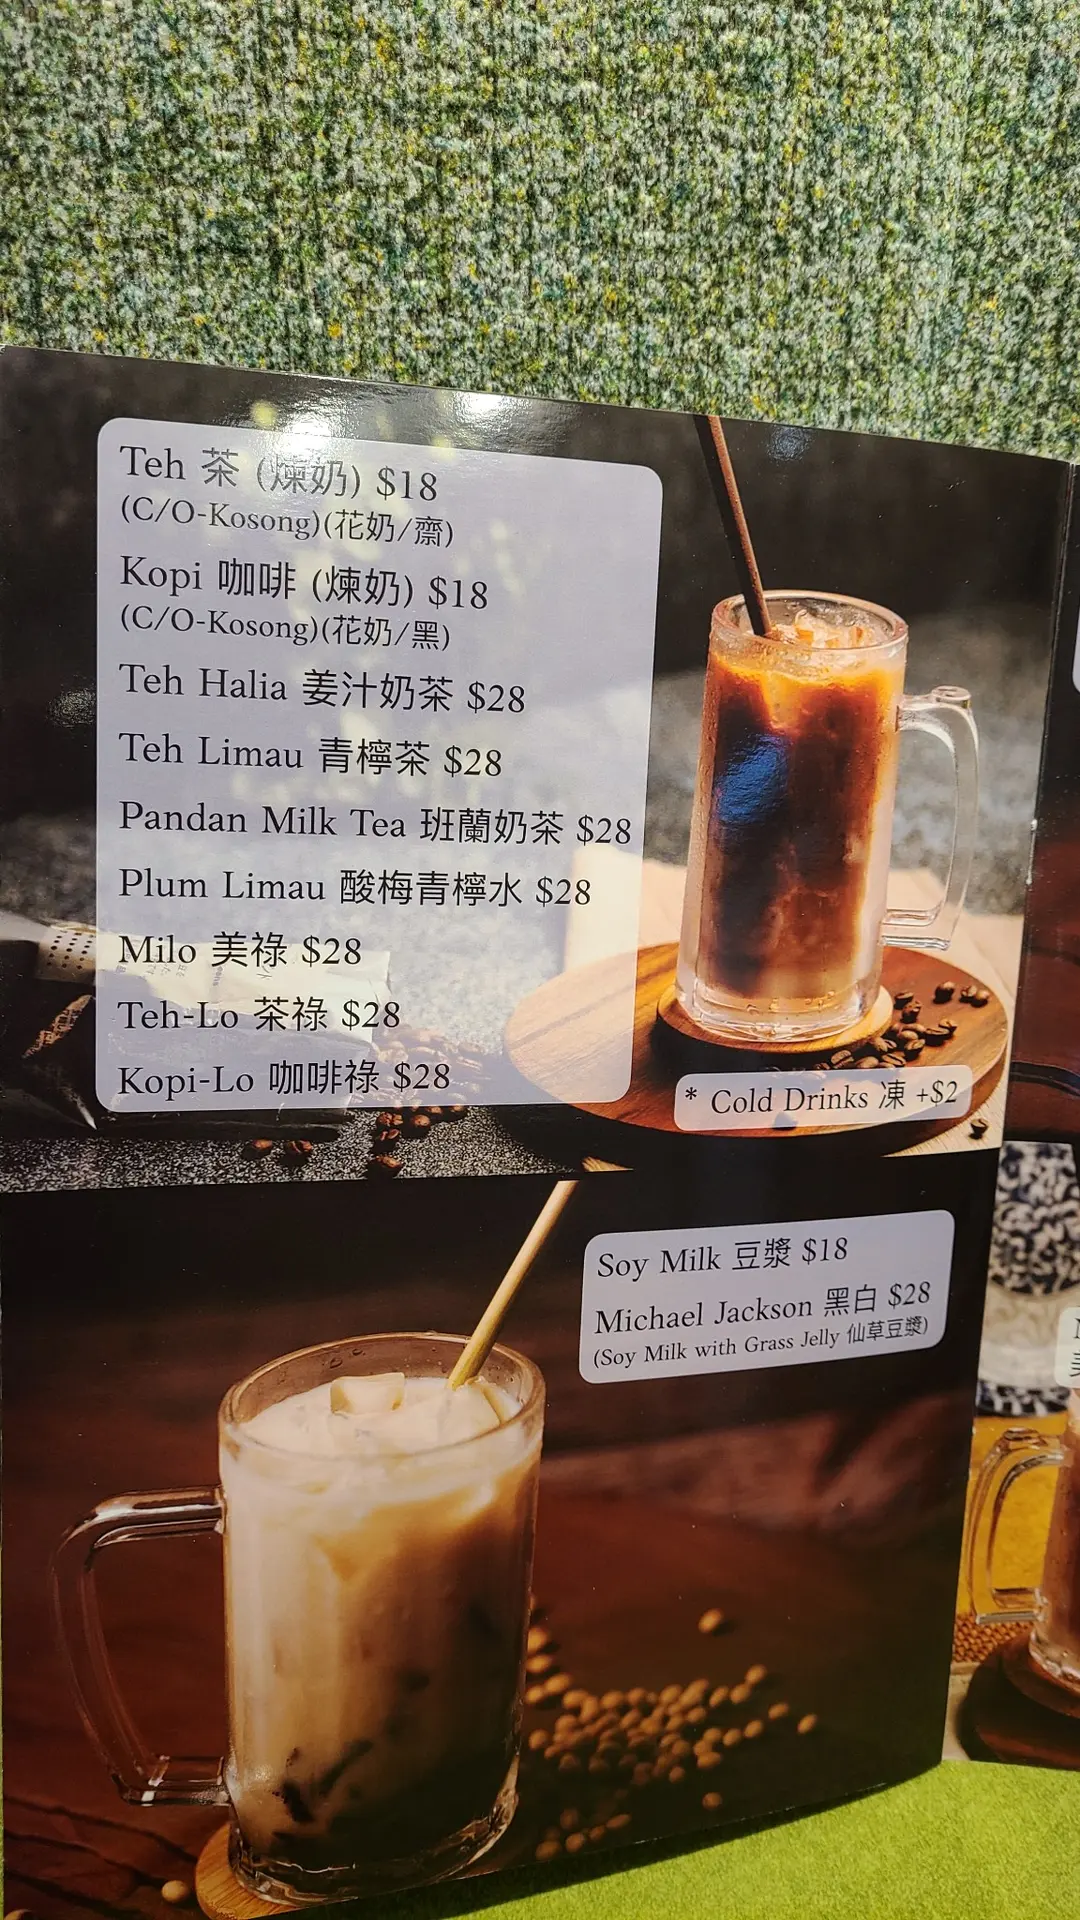 Teh 茶 (煉奶) $18
(C/O-Kosong)(花奶/齋)
Kopi 咖啡 (煉奶) $18
(C/O-Kosong)(花奶/黑)
Teh Halia 姜汁奶茶 $28
Teh Limau 青檸茶 $28
Pandan Milk Tea 班蘭奶茶 $28
Plum Limau 酸梅青檸水 $28
Milo 美祿 $28
Teh-Lo 茶祿 $28
Kopi-Lo 咖啡祿 $28
* Cold Drinks 凍 +$2
Soy Milk 豆漿 $18
Michael Jackson 黑白 $28
(Soy Milk with Grass Jelly 仙草豆漿)